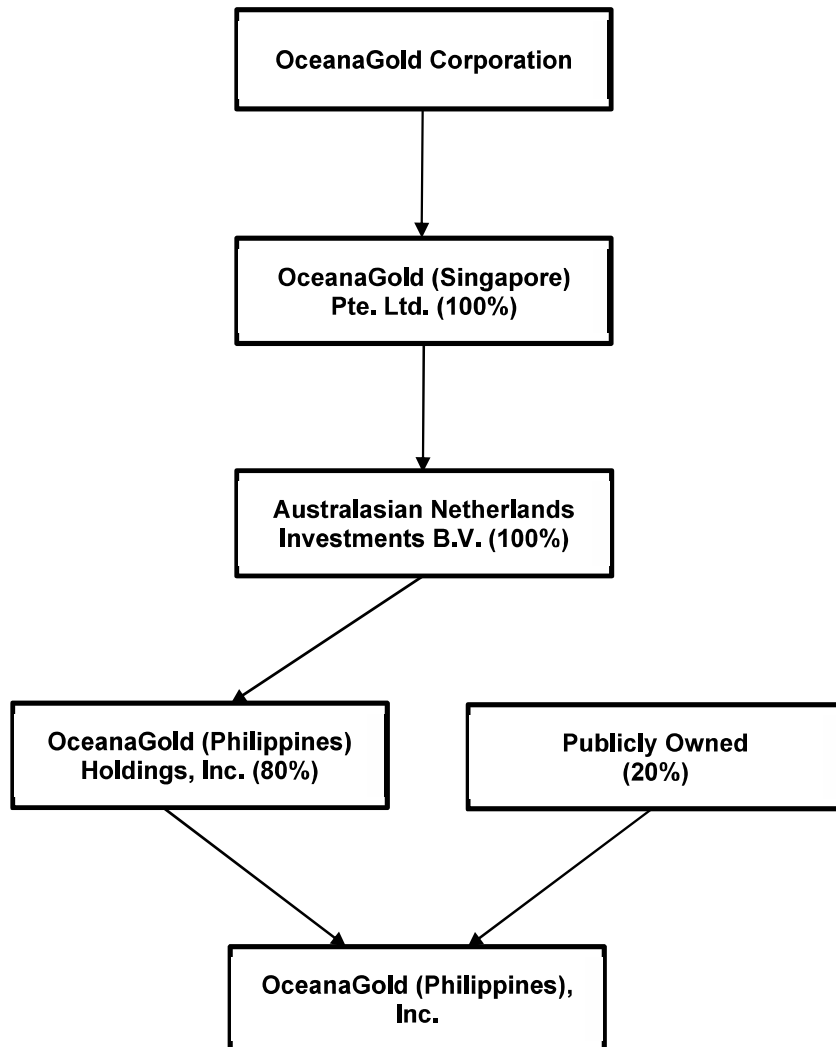 OceanaGold Corporation
OceanaGold (Singapore)
Pte. Ltd. (100%)
Australasian Netherlands
Investments B.V. (100%)
OceanaGold (Philippines)
Holdings, Inc. (80%)
Publicly Owned
(20%)
OceanaGold (Philippines),
Inc.